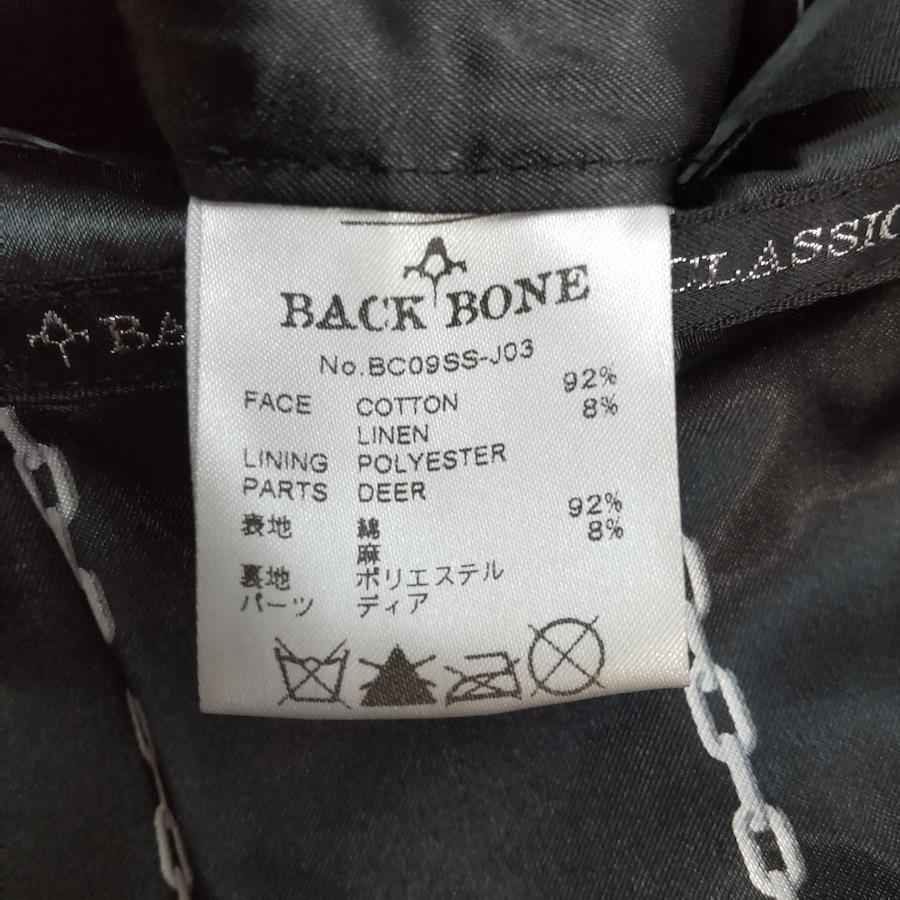 BACK BONE
No.BC09SS-J03
FACE COTTON 92%
LINEN 8%
LINING POLYESTER
PARTS DEER
表地 綿 92%
麻 8%
裏地 ポリエステル
パーツ ディア
BA
CLASSIC